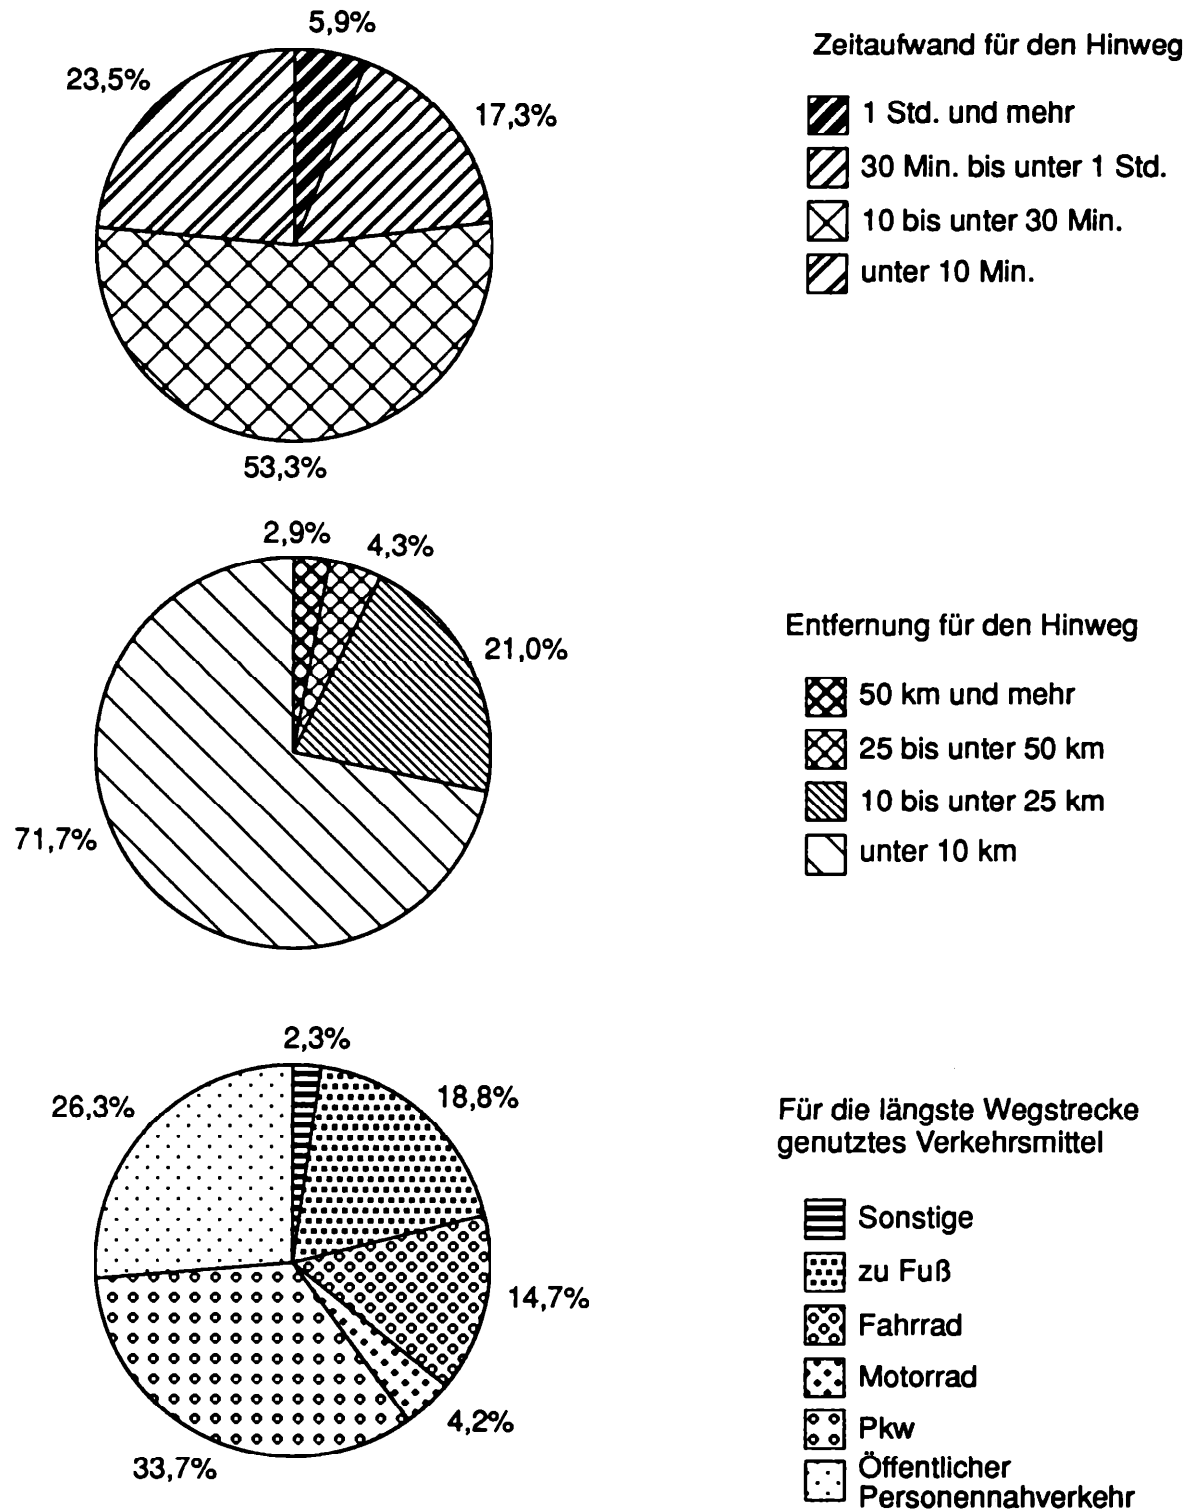 5,9%
23,5%
17,3%
53,3%
Zeitaufwand für den Hinweg
1 Std. und mehr
30 Min. bis unter 1 Std.
10 bis unter 30 Min.
unter 10 Min.
2,9%
4,3%
21,0%
71,7%
Entfernung für den Hinweg
50 km und mehr
25 bis unter 50 km
10 bis unter 25 km
unter 10 km
2,3%
26,3%
18,8%
14,7%
4,2%
33,7%
Für die längste Wegstrecke
genutztes Verkehrsmittel
Sonstige
zu Fuß
Fahrrad
Motorrad
Pkw
Öffentlicher
Personennahverkehr